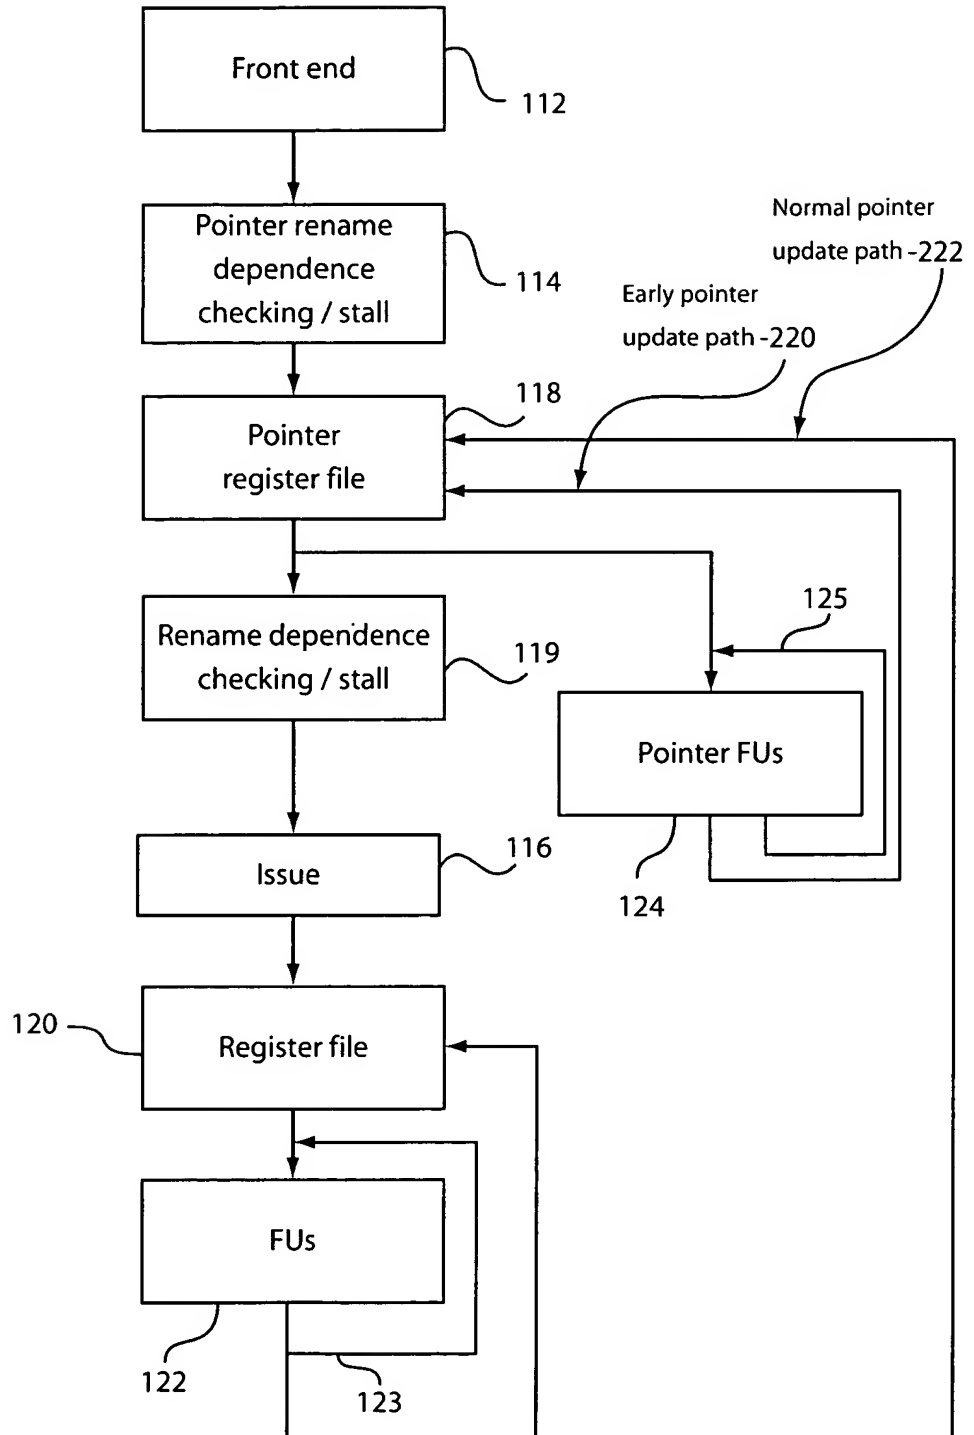 Front end
112
Pointer rename
dependence
checking / stall
114
Normal pointer
update path -222
Early pointer
update path -220
118
Pointer
register file
125
Rename dependence
checking / stall
119
Pointer FUs
116
Issue
124
120
Register file
FUs
122
123